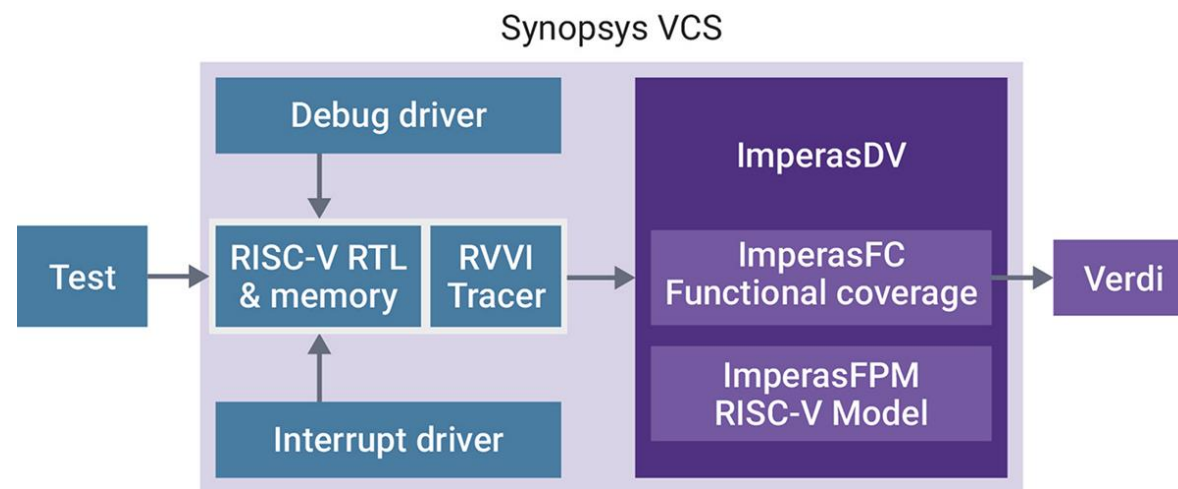 Synopsys VCS
Debug driver
ImperasDV
Test
RISC-V RTL
& memory
RVVI
Tracer
ImperasFC
Functional coverage
Verdi
ImperasFPM
RISC-V Model
Interrupt driver